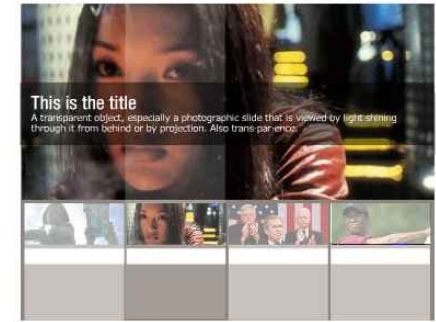 This is the title
A transparent object, especially a photographic slide that is viewed by light shining
through it from behind or by projection. Also trans·par·ence.